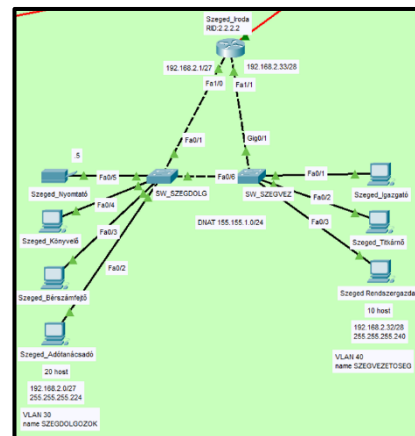 Szeged_Iroda
RID:2.2.2.2
192.168.2.1/27
192.168.2.33/28
Fa1/0
Fa1/1
Fa0/1
Gig0/1
.5
Fa0/5
Fa0/6
Fa0/1
Szeged_Nyomtató
SW_SZEGDOLG
SW_SZEGVEZ
Szeged_Igazgató
Fa0/4
Fa0/2
DNAT 155.155.1.0/24
Szeged_Könyvelő
Szeged_Titkárnő
Fa0/3
Fa0/3
Fa0/2
Szeged_Bérszámfejtő
Szeged Rendszergazda
10 host
192.168.2.32/28
255.255.255.240
Szeged_Adótanácsadó
20 host
192.168.2.0/27
255.255.255.224
VLAN 40
name SZEGVEZETOSEG
VLAN 30
name SZEGDOLGOZOK